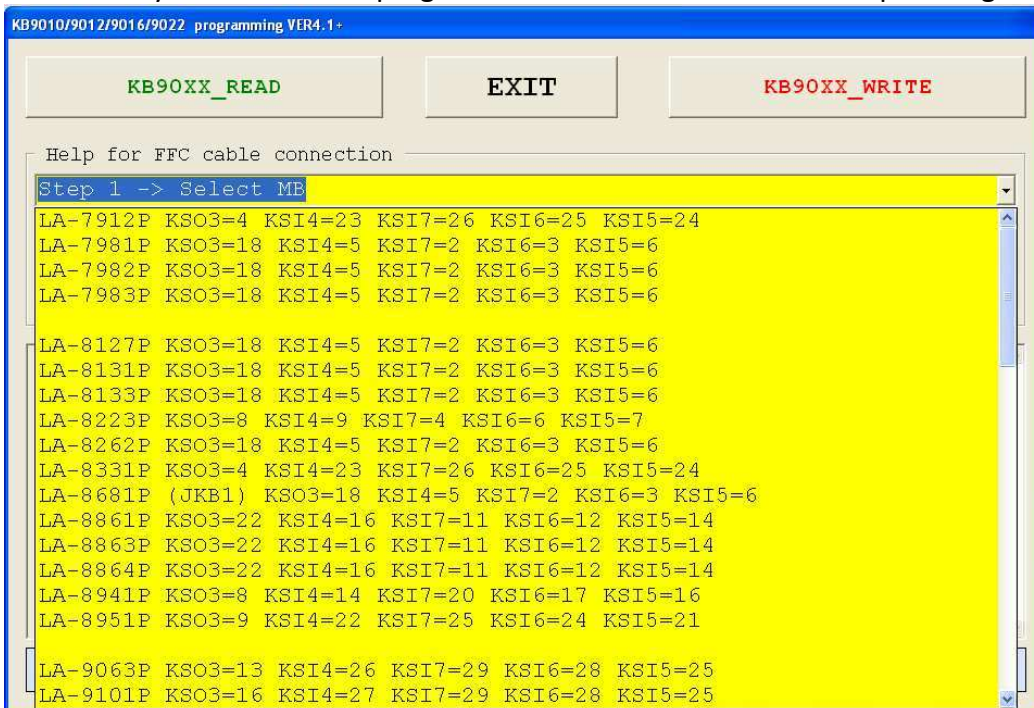 KB9010/9012/9016/9022 programming VER4.1+
KB90XX_READ
EXIT
KB90XX_WRITE
Help for FFC cable connection
Step 1 -> Select MB
LA-7912P KSO3=4 KSI4=23 KSI7=26 KSI6=25 KSI5=24
LA-7981P KSO3=18 KSI4=5 KSI7=2 KSI6=3 KSI5=6
LA-7982P KSO3=18 KSI4=5 KSI7=2 KSI6=3 KSI5=6
LA-7983P KSO3=18 KSI4=5 KSI7=2 KSI6=3 KSI5=6
LA-8127P KSO3=18 KSI4=5 KSI7=2 KSI6=3 KSI5=6
LA-8131P KSO3=18 KSI4=5 KSI7=2 KSI6=3 KSI5=6
LA-8133P KSO3=18 KSI4=5 KSI7=2 KSI6=3 KSI5=6
LA-8223P KSO3=8 KSI4=9 KSI7=4 KSI6=6 KSI5=7
LA-8262P KSO3=18 KSI4=5 KSI7=2 KSI6=3 KSI5=6
LA-8331P KSO3=4 KSI4=23 KSI7=26 KSI6=25 KSI5=24
LA-8681P (JKB1) KSO3=18 KSI4=5 KSI7=2 KSI6=3 KSI5=6
LA-8861P KSO3=22 KSI4=16 KSI7=11 KSI6=12 KSI5=14
LA-8863P KSO3=22 KSI4=16 KSI7=11 KSI6=12 KSI5=14
LA-8864P KSO3=22 KSI4=16 KSI7=11 KSI6=12 KSI5=14
LA-8941P KSO3=8 KSI4=14 KSI7=20 KSI6=17 KSI5=16
LA-8951P KSO3=9 KSI4=22 KSI7=25 KSI6=24 KSI5=21
LA-9063P KSO3=13 KSI4=26 KSI7=29 KSI6=28 KSI5=25
LA-9101P KSO3=16 KSI4=27 KSI7=29 KSI6=28 KSI5=25